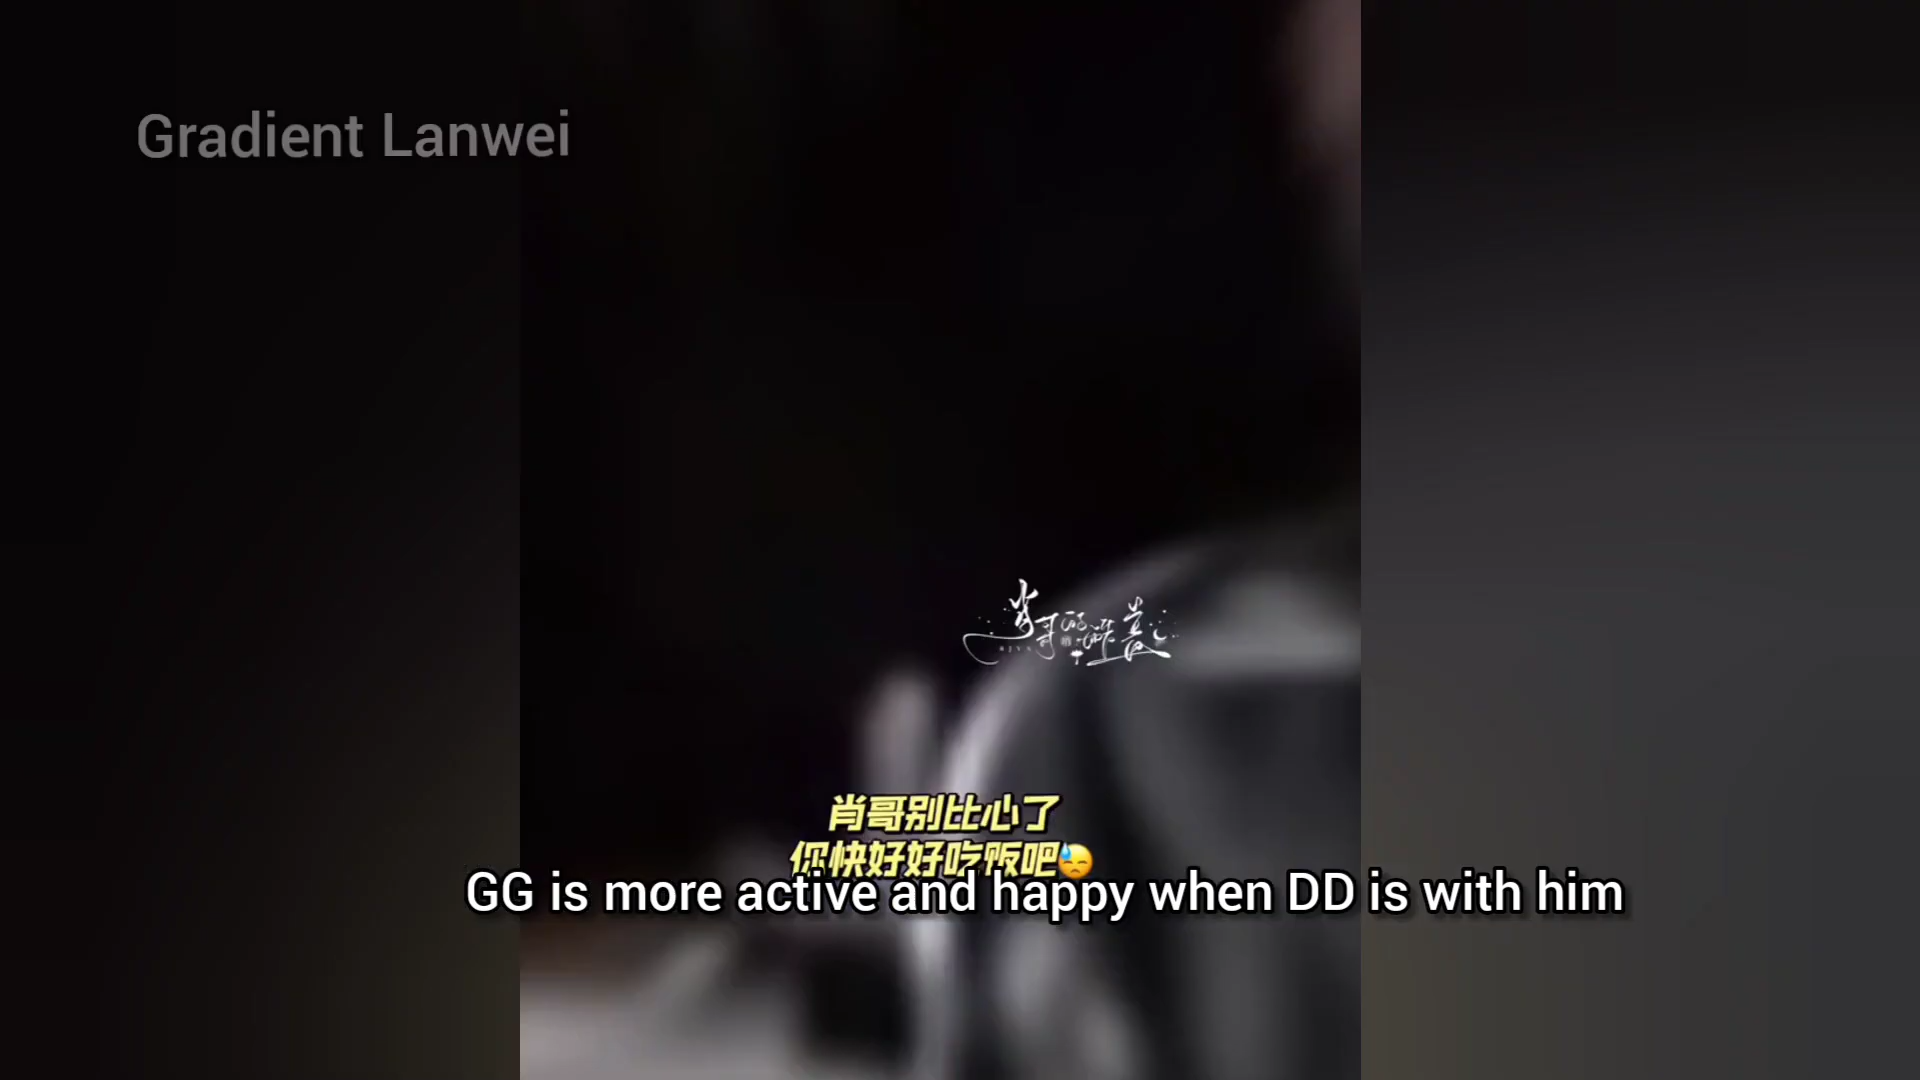 Gradient Lanwei
肖哥别比心了
你快好好吃饭吧😓
GG is more active and happy when DD is with him